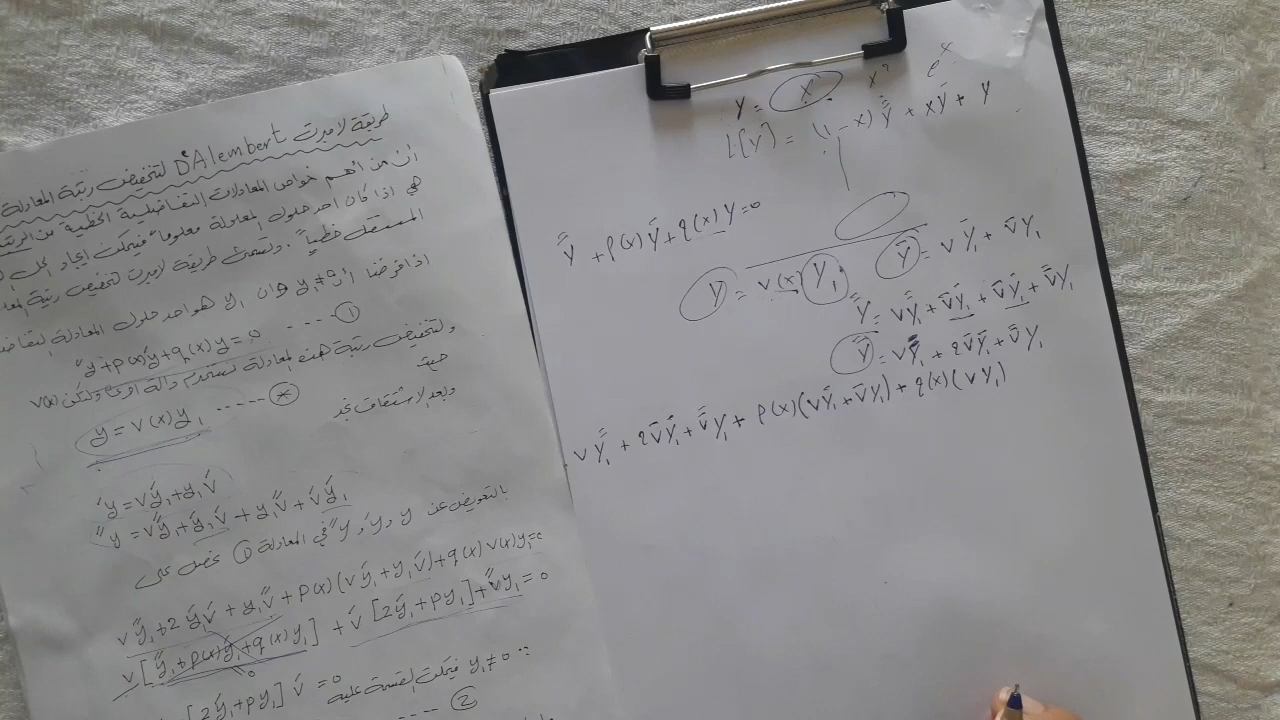 طريقة لامبرت D'Alembert لتخفيض رتبة المعادلة
ان من اهم خواص المعادلات التفاضلية الخطية من الرتبة
هي اذا كان احد حلول المعادلة معلوماً فيمكن ايجاد الحل
المستقل خطياً. وتسمى طريقة لامبرت لتخفيض رتبة
اذا فرضنا أن y₁≠0 وان y₁ هو احد حلول المعادلة
y″+p(x)y′+q(x)y=0 ----- ①
ولتخفيض رتبة هذه المعادلة نستخدم دالة اخرى ولتكن v(x)
حيث
y=v(x)y₁ ----- ⊛
وبعد الاشتقاق نجد
y′=vy₁′+y₁v′
y″=vy₁″+y₁′v′+y₁v″+v′y₁′
بالتعويض عن y و y′ و y″ في المعادلة ① نحصل على
vy₁″+2y₁′v′+y₁v″+p(x)(vy₁′+y₁v′)+q(x)v(x)y₁=0
v[y₁″+p(x)y₁′+q(x)y₁]+v′[2y₁′+py₁]+v″y₁=0
0
∵ y₁≠0 فيمكن القسمة عليه
[2y₁′+py₁]v′=0
---- ②
y = x x² eˣ
L[y] = (1-x)y″+xy′+y
y″+p(x)y′+q(x)y=0
y = v(x)y₁
y′ = vy₁′+v′y₁
y″ = vy₁″+v′y₁′+v′y₁′+v″y₁
y″ = vy₁″+2v′y₁′+v″y₁
vy₁″+2v′y₁′+v″y₁+p(x)(vy₁′+v′y₁)+q(x)(vy₁)